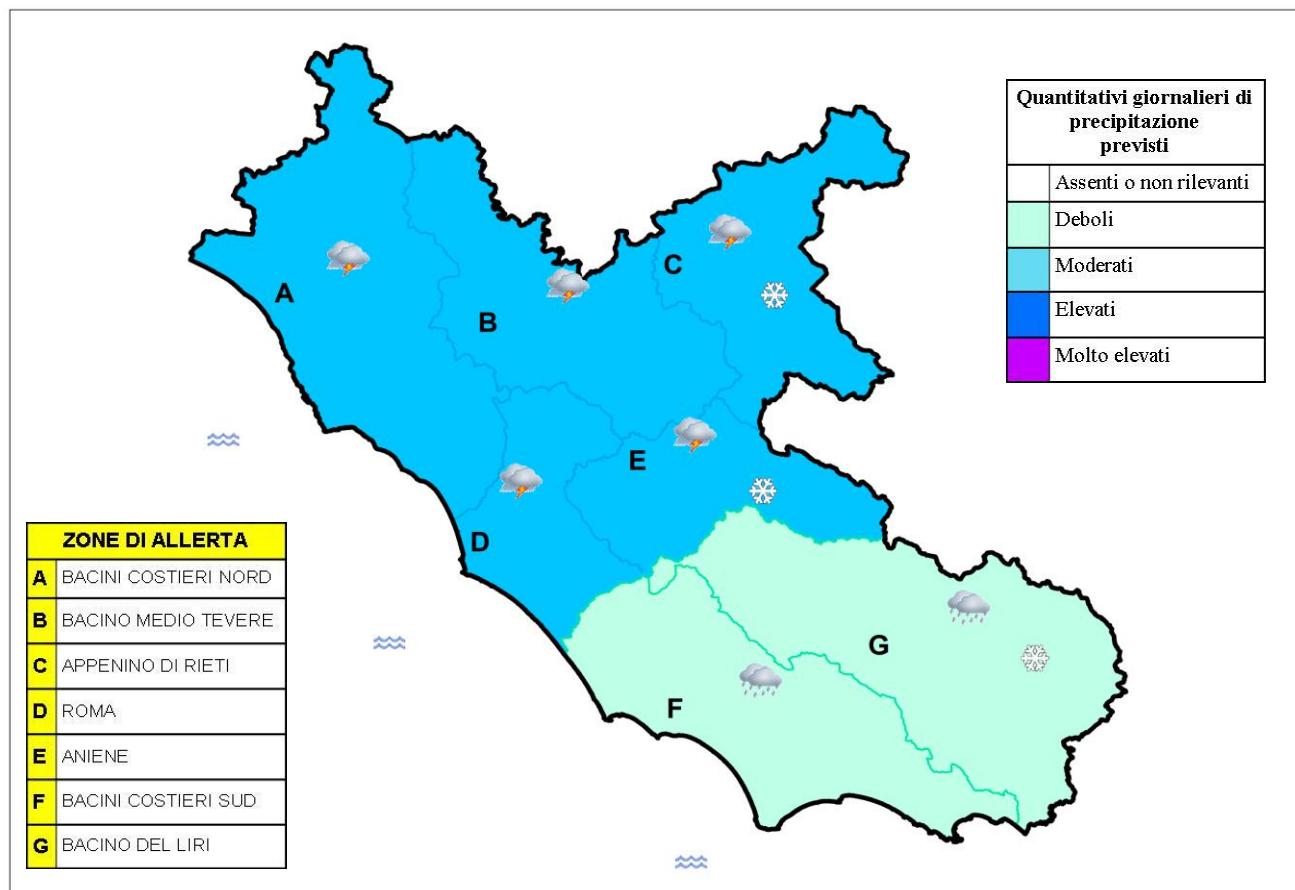 Quantitativi giornalieri di
precipitazione
previsti
Assenti o non rilevanti
Deboli
Moderati
Elevati
Molto elevati
A
B
C
D
E
F
G
ZONE DI ALLERTA
A BACINI COSTIERI NORD
B BACINO MEDIO TEVERE
C APPENINO DI RIETI
D ROMA
E ANIENE
F BACINI COSTIERI SUD
G BACINO DEL LIRI